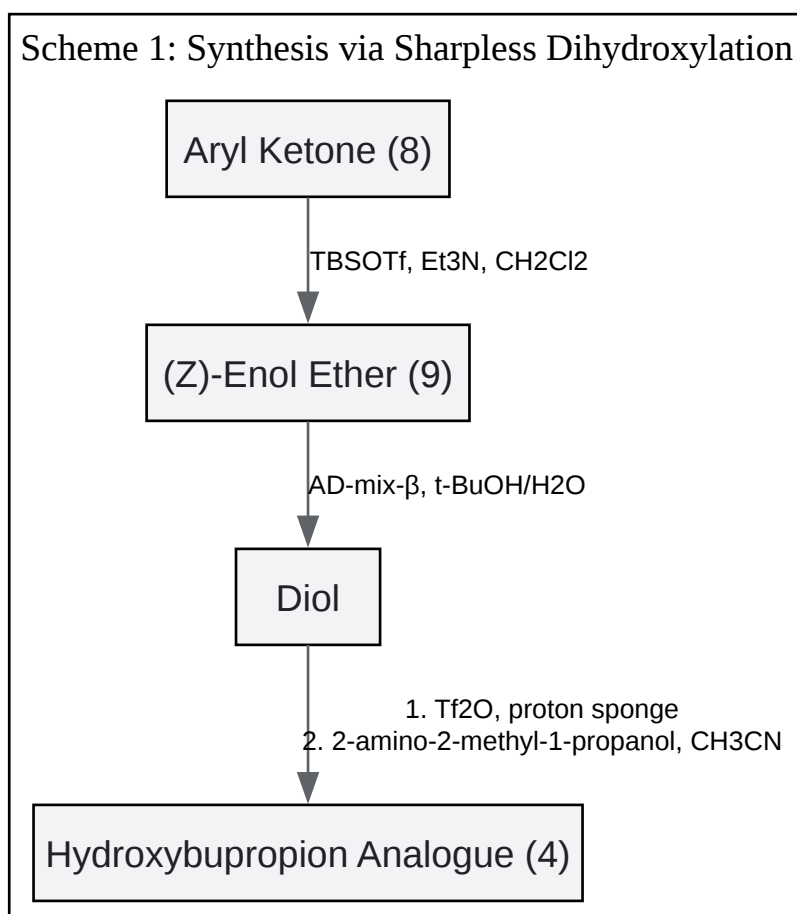 Scheme 1: Synthesis via Sharpless Dihydroxylation
Aryl Ketone (8)
TBSOTf, Et3N, CH2Cl2
(Z)-Enol Ether (9)
AD-mix-β, t-BuOH/H2O
Diol
1. Tf2O, proton sponge
2. 2-amino-2-methyl-1-propanol, CH3CN
Hydroxybupropion Analogue (4)